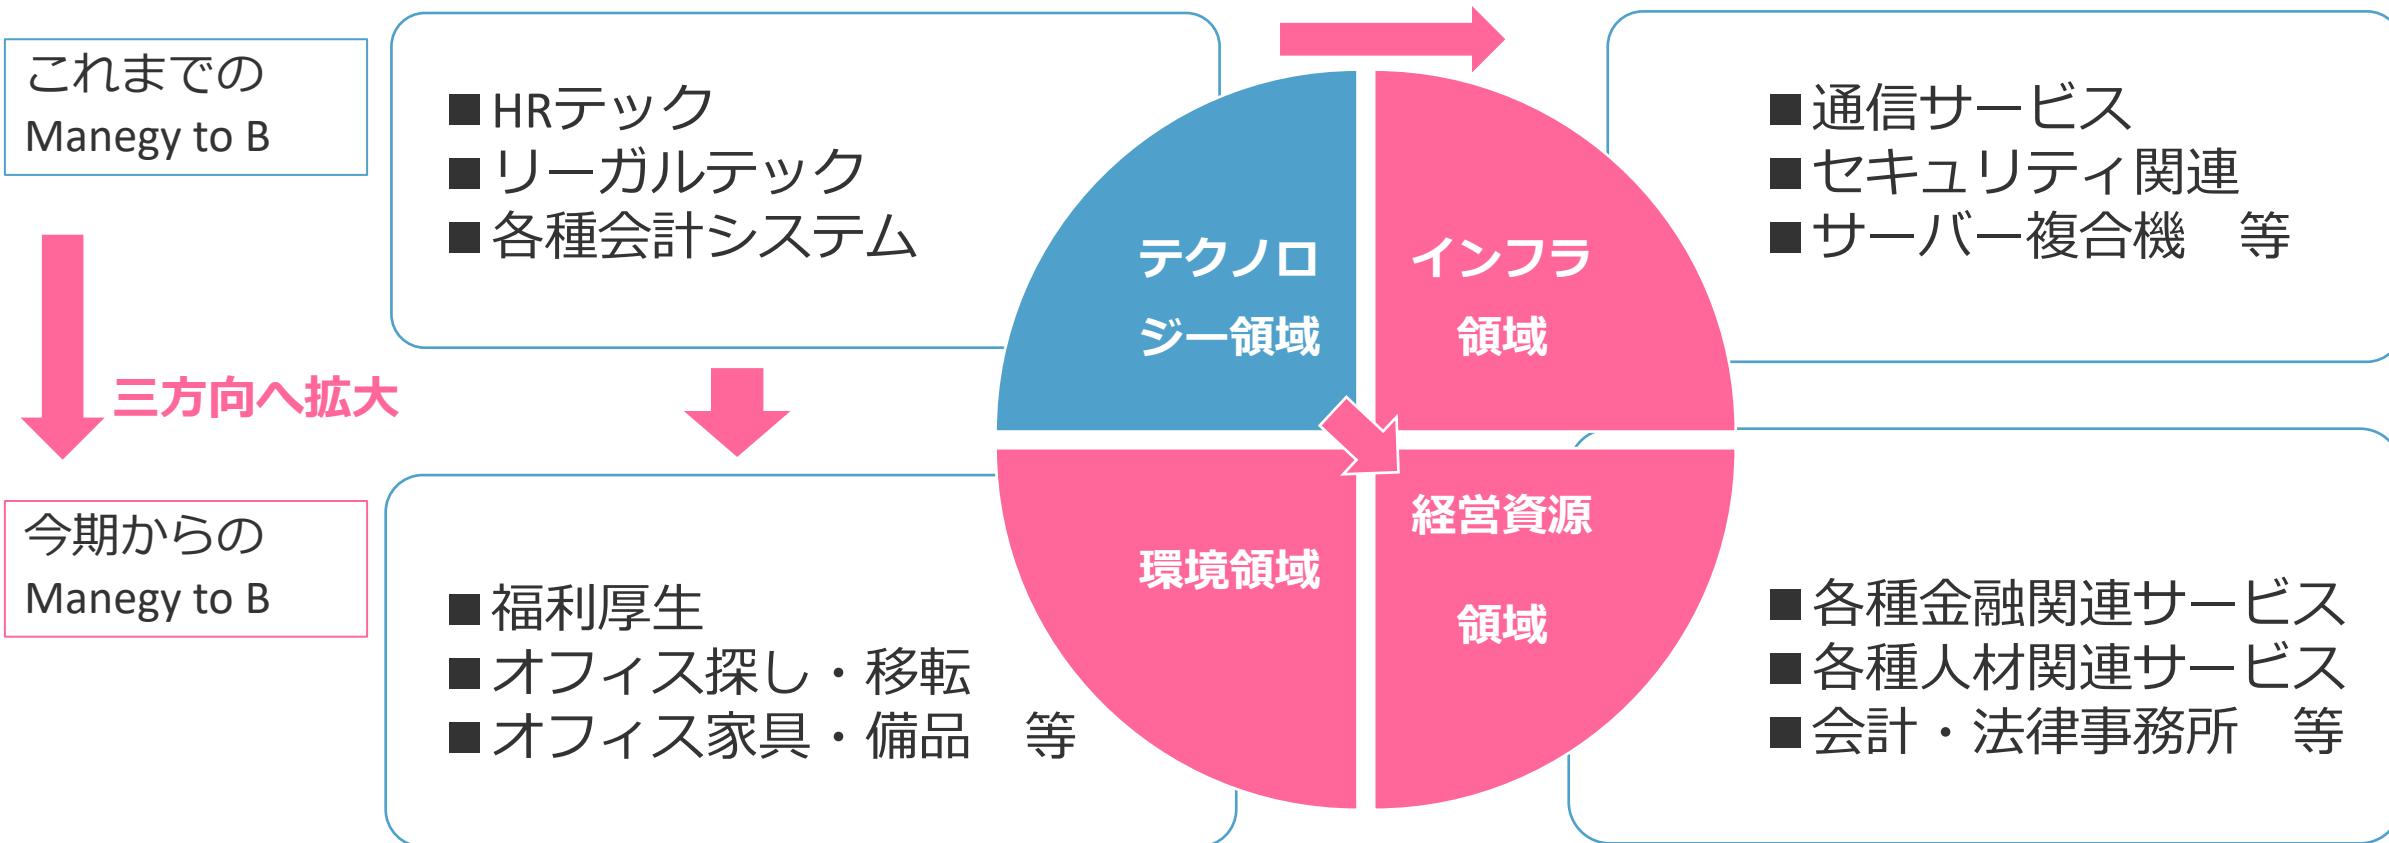 これまでの
Manegy to B
■HRテック
■リーガルテック
■各種会計システム
テクノロ
ジー領域
インフラ
領域
■通信サービス
■セキュリティ関連
■サーバー複合機　等
三方向へ拡大
今期からの
Manegy to B
■福利厚生
■オフィス探し・移転
■オフィス家具・備品　等
環境領域
経営資源
領域
■各種金融関連サービス
■各種人材関連サービス
■会計・法律事務所　等